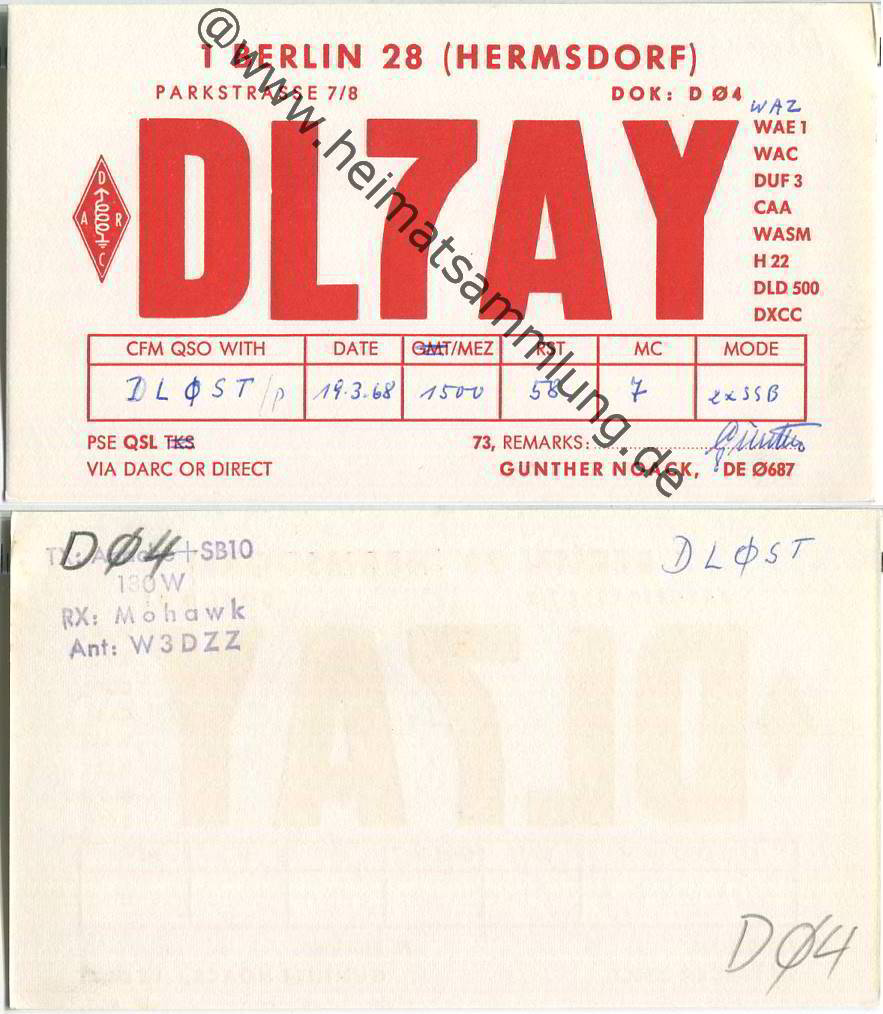 1 BERLIN 28 (HERMSDORF)
PARKSTRASSE 7/8 DOK: D Ø4
DL7AY
WAZ
WAE 1
WAC
DUF 3
CAA
WASM
H 22
DLD 500
DXCC
D
A R
C
CFM QSO WITH DATE GMT/MEZ RST MC MODE
DLØST/p 19.3.68 1500 58 7 2xSSB
PSE QSL TKS 73, REMARKS: Günther
VIA DARC OR DIRECT GUNTHER NOACK, DE Ø687
@www.heimatsammlung.de
DØ4 DLØST
TX: +SB10
130W
RX: Mohawk
Ant: W3DZZ
DØ4